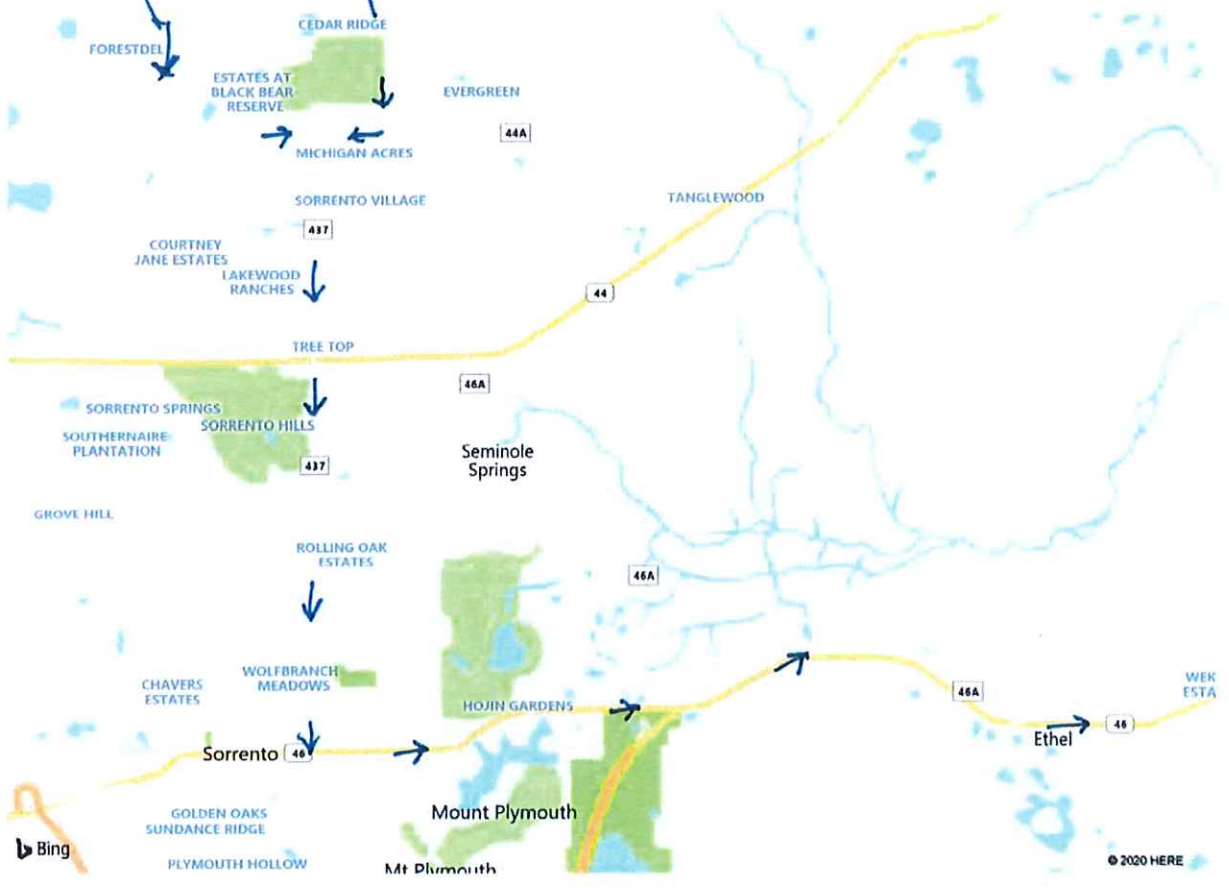 CEDAR RIDGE
FORESTDEL
ESTATES AT
BLACK BEAR
RESERVE
EVERGREEN
44A
MICHIGAN ACRES
SORRENTO VILLAGE
TANGLEWOOD
437
COURTNEY
JANE ESTATES
LAKEWOOD
RANCHES
44
TREE TOP
46A
SORRENTO SPRINGS
SORRENTO HILLS
SOUTHERNAIRE
PLANTATION
Seminole
Springs
437
GROVE HILL
ROLLING OAK
ESTATES
46A
WOLFBRANCH
MEADOWS
CHAVERS
ESTATES
HOJIN GARDENS
46A
WEK
ESTA
46
Ethel
Sorrento
46
Mount Plymouth
GOLDEN OAKS
SUNDANCE RIDGE
Bing
PLYMOUTH HOLLOW
Mt Plymouth
© 2020 HERE